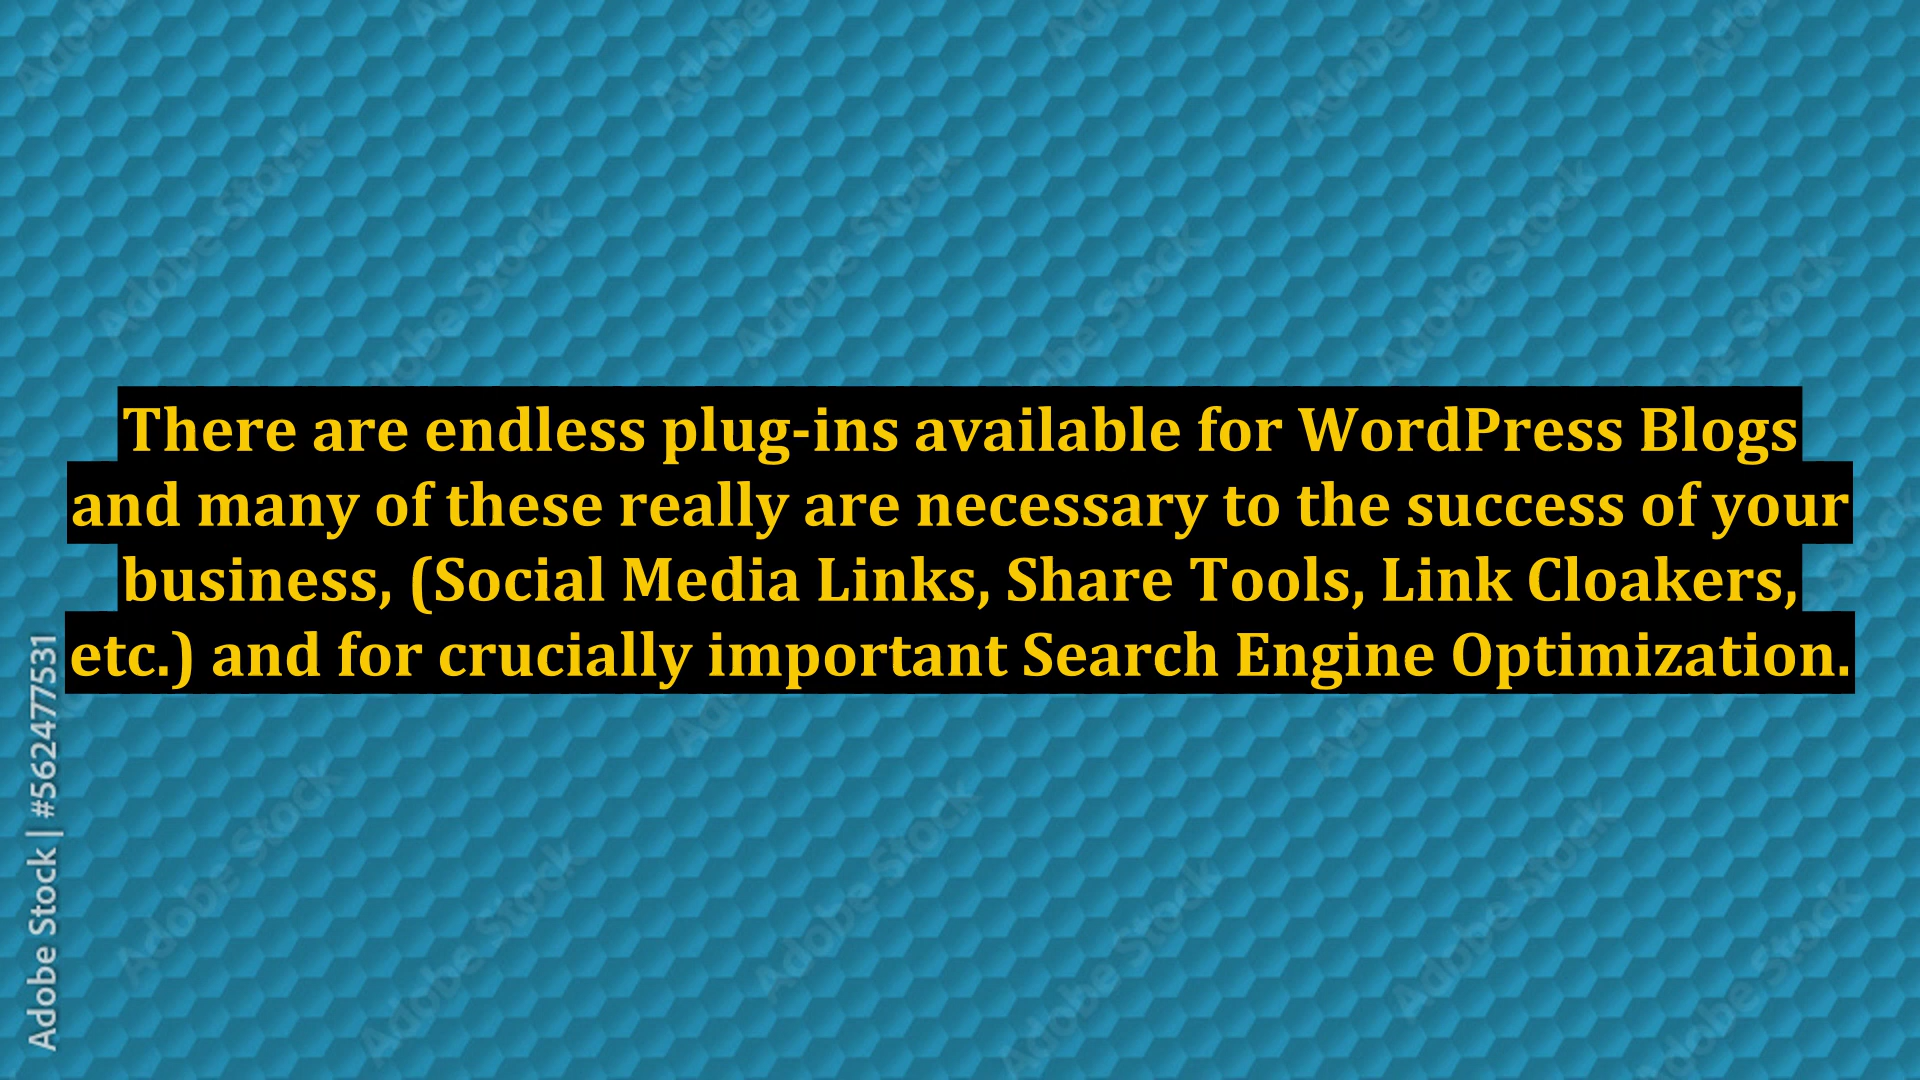 There are endless plug-ins available for WordPress Blogs
and many of these really are necessary to the success of your
business, (Social Media Links, Share Tools, Link Cloakers,
etc.) and for crucially important Search Engine Optimization.
Adobe Stock | #562477531